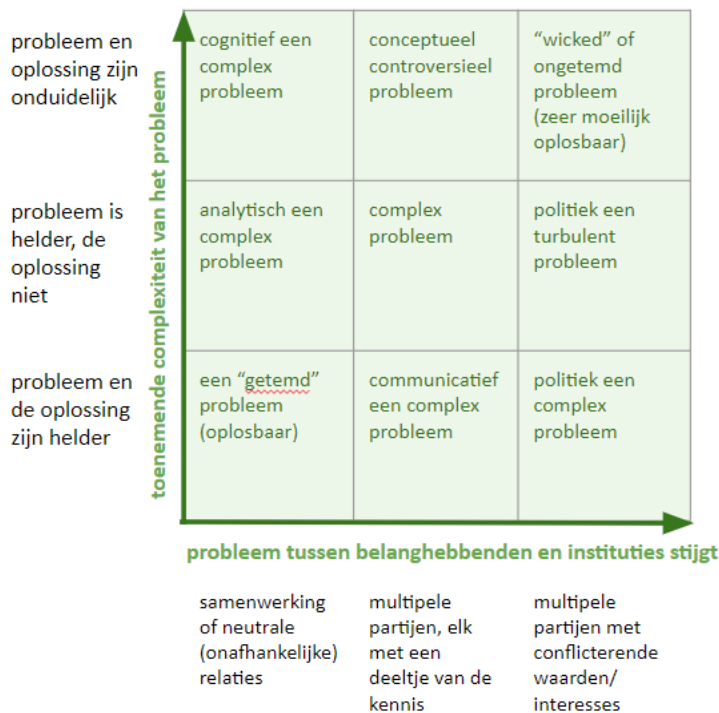 probleem en
oplossing zijn
onduidelijk
cognitief een
complex
probleem
conceptueel
controversieel
probleem
“wicked” of
ongetemd
probleem
(zeer moeilijk
oplosbaar)
toenemende complexiteit van het probleem
probleem is
helder, de
oplossing
niet
analytisch een
complex
probleem
complex
probleem
politiek een
turbulent
probleem
probleem en
de oplossing
zijn helder
een “getemd”
probleem
(oplosbaar)
communicatief
een complex
probleem
politiek een
complex
probleem
probleem tussen belanghebbenden en instituties stijgt
samenwerking
of neutrale
(onafhankelijke)
relaties
multipele
partijen, elk
met een
deeltje van de
kennis
multipele
partijen met
conflicterende
waarden/
interesses